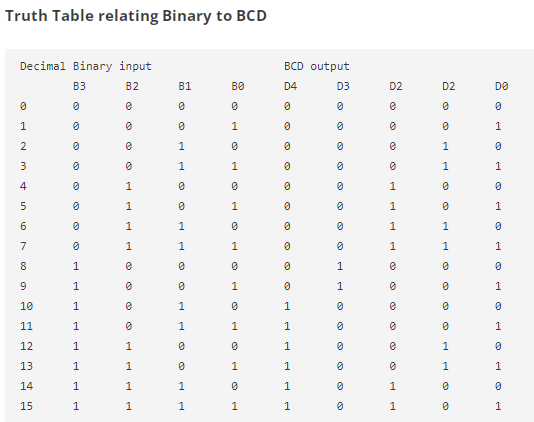 Truth Table relating Binary to BCD
Decimal Binary input BCD output
B3 B2 B1 B0 D4 D3 D2 D2 D0
0 0 0 0 0 0 0 0 0 0
1 0 0 0 1 0 0 0 0 1
2 0 0 1 0 0 0 0 1 0
3 0 0 1 1 0 0 0 1 1
4 0 1 0 0 0 0 1 0 0
5 0 1 0 1 0 0 1 0 1
6 0 1 1 0 0 0 1 1 0
7 0 1 1 1 0 0 1 1 1
8 1 0 0 0 0 1 0 0 0
9 1 0 0 1 0 1 0 0 1
10 1 0 1 0 1 0 0 0 0
11 1 0 1 1 1 0 0 0 1
12 1 1 0 0 1 0 0 1 0
13 1 1 0 1 1 0 0 1 1
14 1 1 1 0 1 0 1 0 0
15 1 1 1 1 1 0 1 0 1